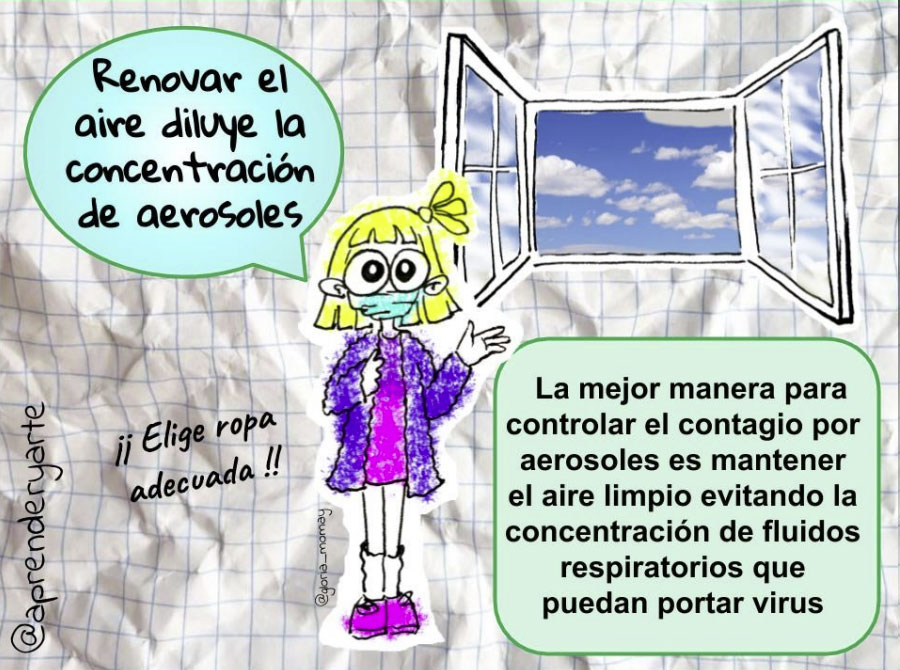 Renovar el
aire diluye la
concentración
de aerosoles
¡¡ Elige ropa
adecuada !!
@aprenderyarte
@gloria_momay
La mejor manera para
controlar el contagio por
aerosoles es mantener
el aire limpio evitando la
concentración de fluidos
respiratorios que
puedan portar virus